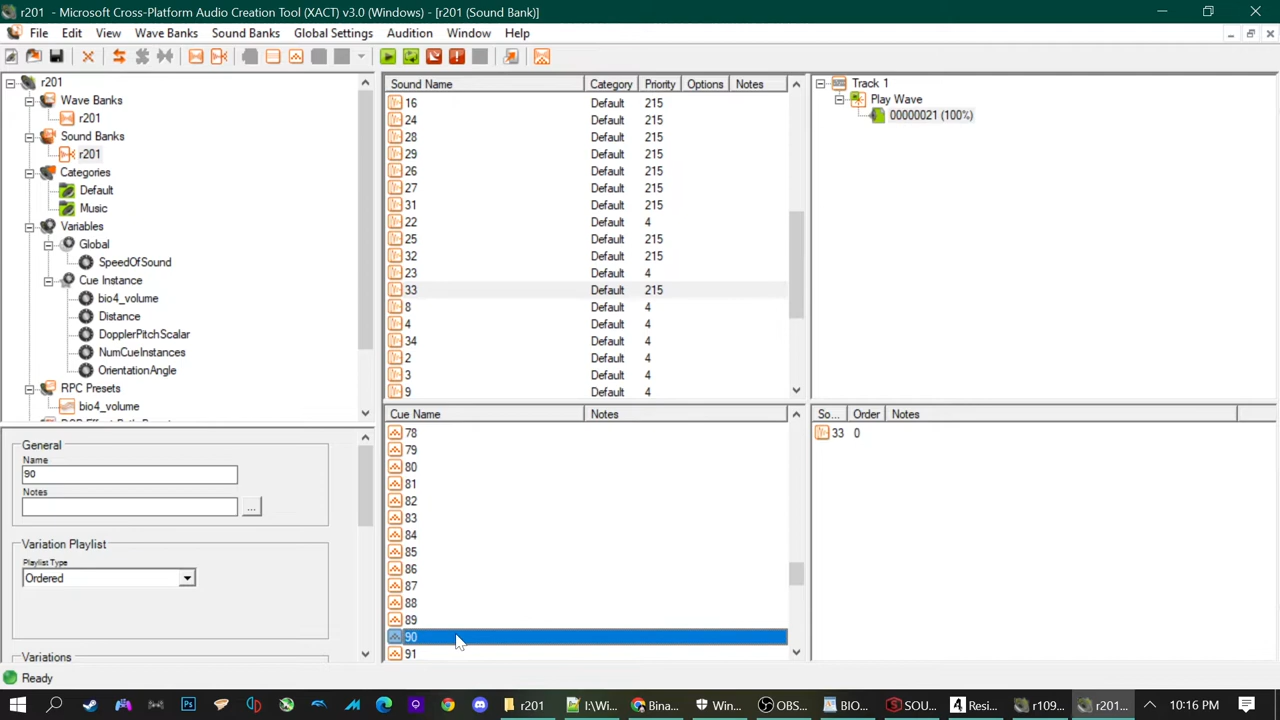 r201 - Microsoft Cross-Platform Audio Creation Tool (XACT) v3.0 (Windows) - [r201 (Sound Bank)]
File Edit View Wave Banks Sound Banks Global Settings Audition Window Help
r201
Wave Banks
r201
Sound Banks
r201
Categories
Default
Music
Variables
Global
SpeedOfSound
Cue Instance
bio4_volume
Distance
DopplerPitchScalar
NumCueInstances
OrientationAngle
RPC Presets
bio4_volume
General
Name
90
Notes
...
Variation Playlist
Playlist Type
Ordered
Variations
Sound Name Category Priority Options Notes
16 Default 215
24 Default 215
28 Default 215
29 Default 215
26 Default 215
27 Default 215
31 Default 215
22 Default 4
25 Default 215
32 Default 215
23 Default 4
33 Default 215
8 Default 4
4 Default 4
34 Default 4
2 Default 4
3 Default 4
9 Default 4
Cue Name Notes
78
79
80
81
82
83
84
85
86
87
88
89
90
91
Track 1
Play Wave
00000021 (100%)
So... Order Notes
33 0
Ready
r201 I:\Wi... Bina... Win... OBS... BIO... SOU... Resi... r109... r201... 10:16 PM